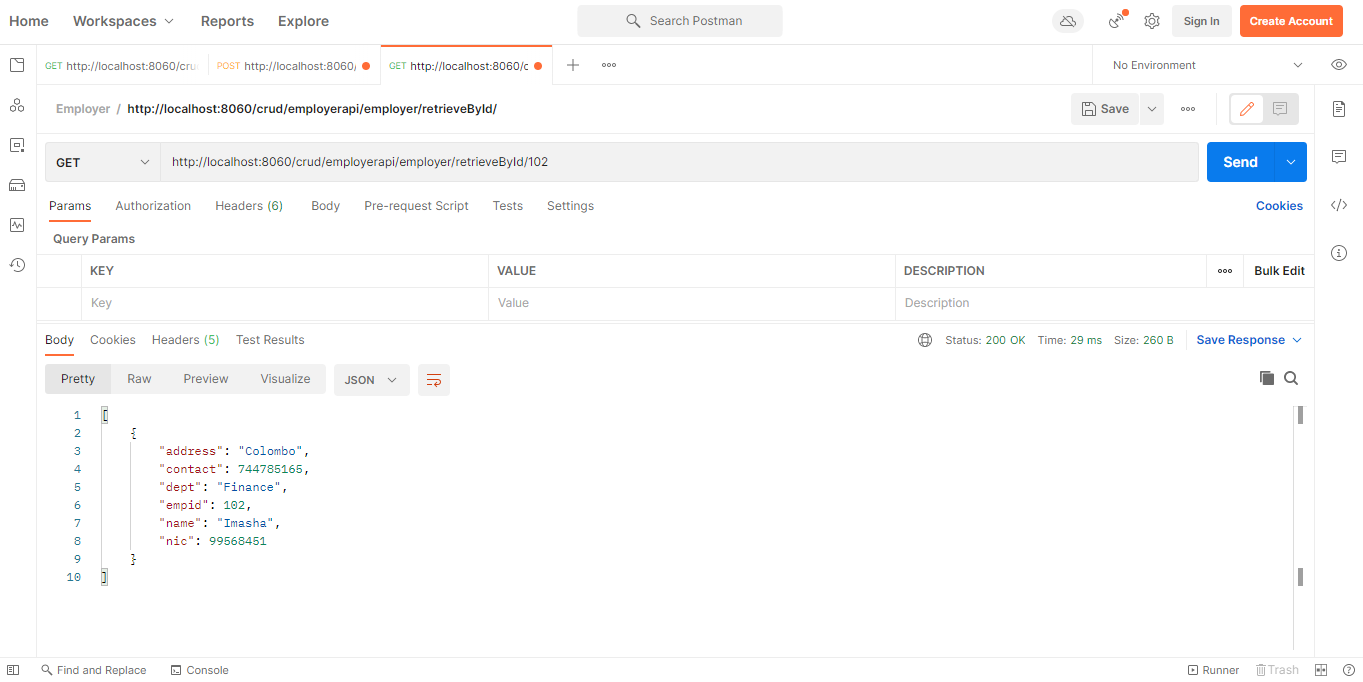 Home Workspaces Reports Explore Search Postman Sign In Create Account
GET http://localhost:8060/cru POST http://localhost:8060/ GET http://localhost:8060/c No Environment
Employer / http://localhost:8060/crud/employerapi/employer/retrieveById/ Save
GET http://localhost:8060/crud/employerapi/employer/retrieveById/102 Send
Params Authorization Headers (6) Body Pre-request Script Tests Settings Cookies
Query Params
KEY VALUE DESCRIPTION Bulk Edit
Key Value Description
Body Cookies Headers (5) Test Results Status: 200 OK Time: 29 ms Size: 260 B Save Response
Pretty Raw Preview Visualize JSON
1 [
2 {
3 "address": "Colombo",
4 "contact": 744785165,
5 "dept": "Finance",
6 "empid": 102,
7 "name": "Imasha",
8 "nic": 99568451
9 }
10 ]
Find and Replace Console Runner Trash